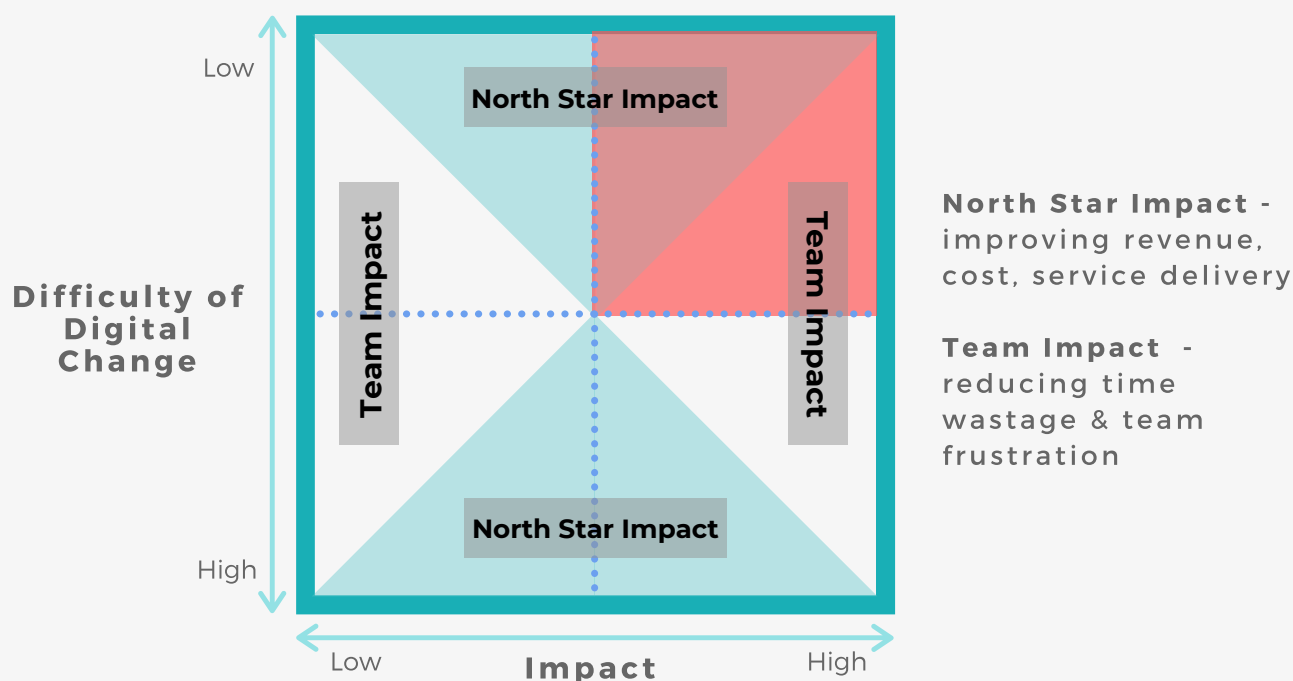 Low
North Star Impact
Team Impact
Team Impact
North Star Impact -
improving revenue,
cost, service delivery
Difficulty of
Digital
Change
Team Impact -
reducing time
wastage & team
frustration
North Star Impact
High
Low
Impact
High